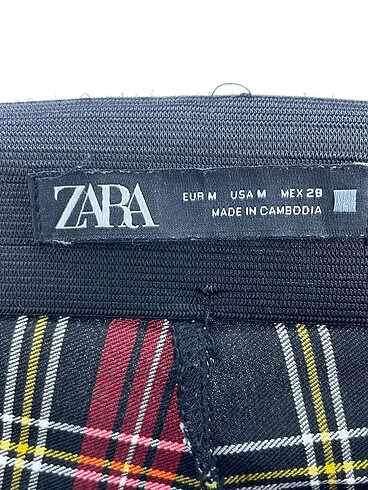 ZARA
EUR M USA M MEX 28
MADE IN CAMBODIA